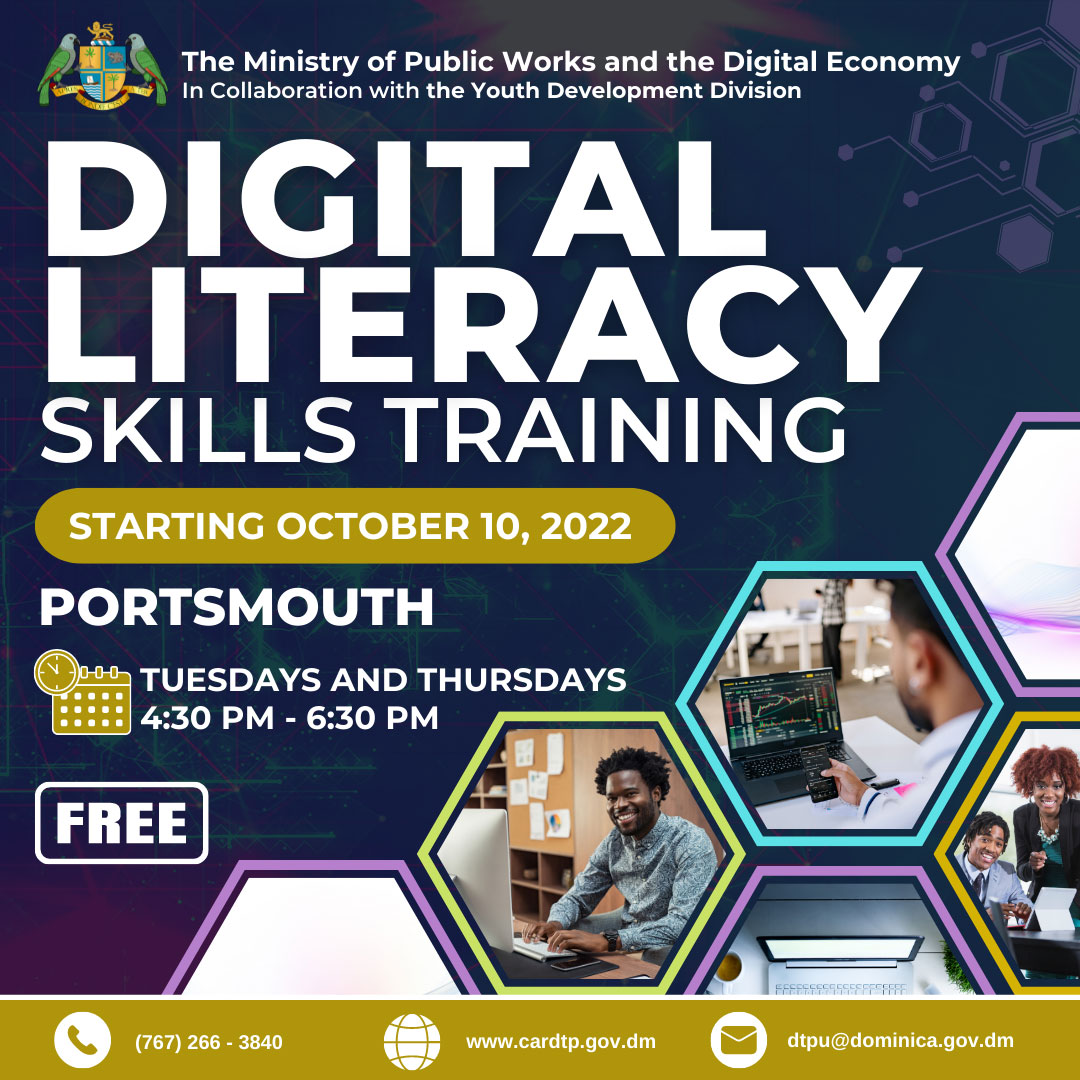 The Ministry of Public Works and the Digital Economy
In Collaboration with the Youth Development Division
DIGITAL
LITERACY
SKILLS TRAINING
STARTING OCTOBER 10, 2022
PORTSMOUTH
TUESDAYS AND THURSDAYS
4:30 PM - 6:30 PM
FREE
(767) 266 - 3840
www.cardtp.gov.dm
dtpu@dominica.gov.dm